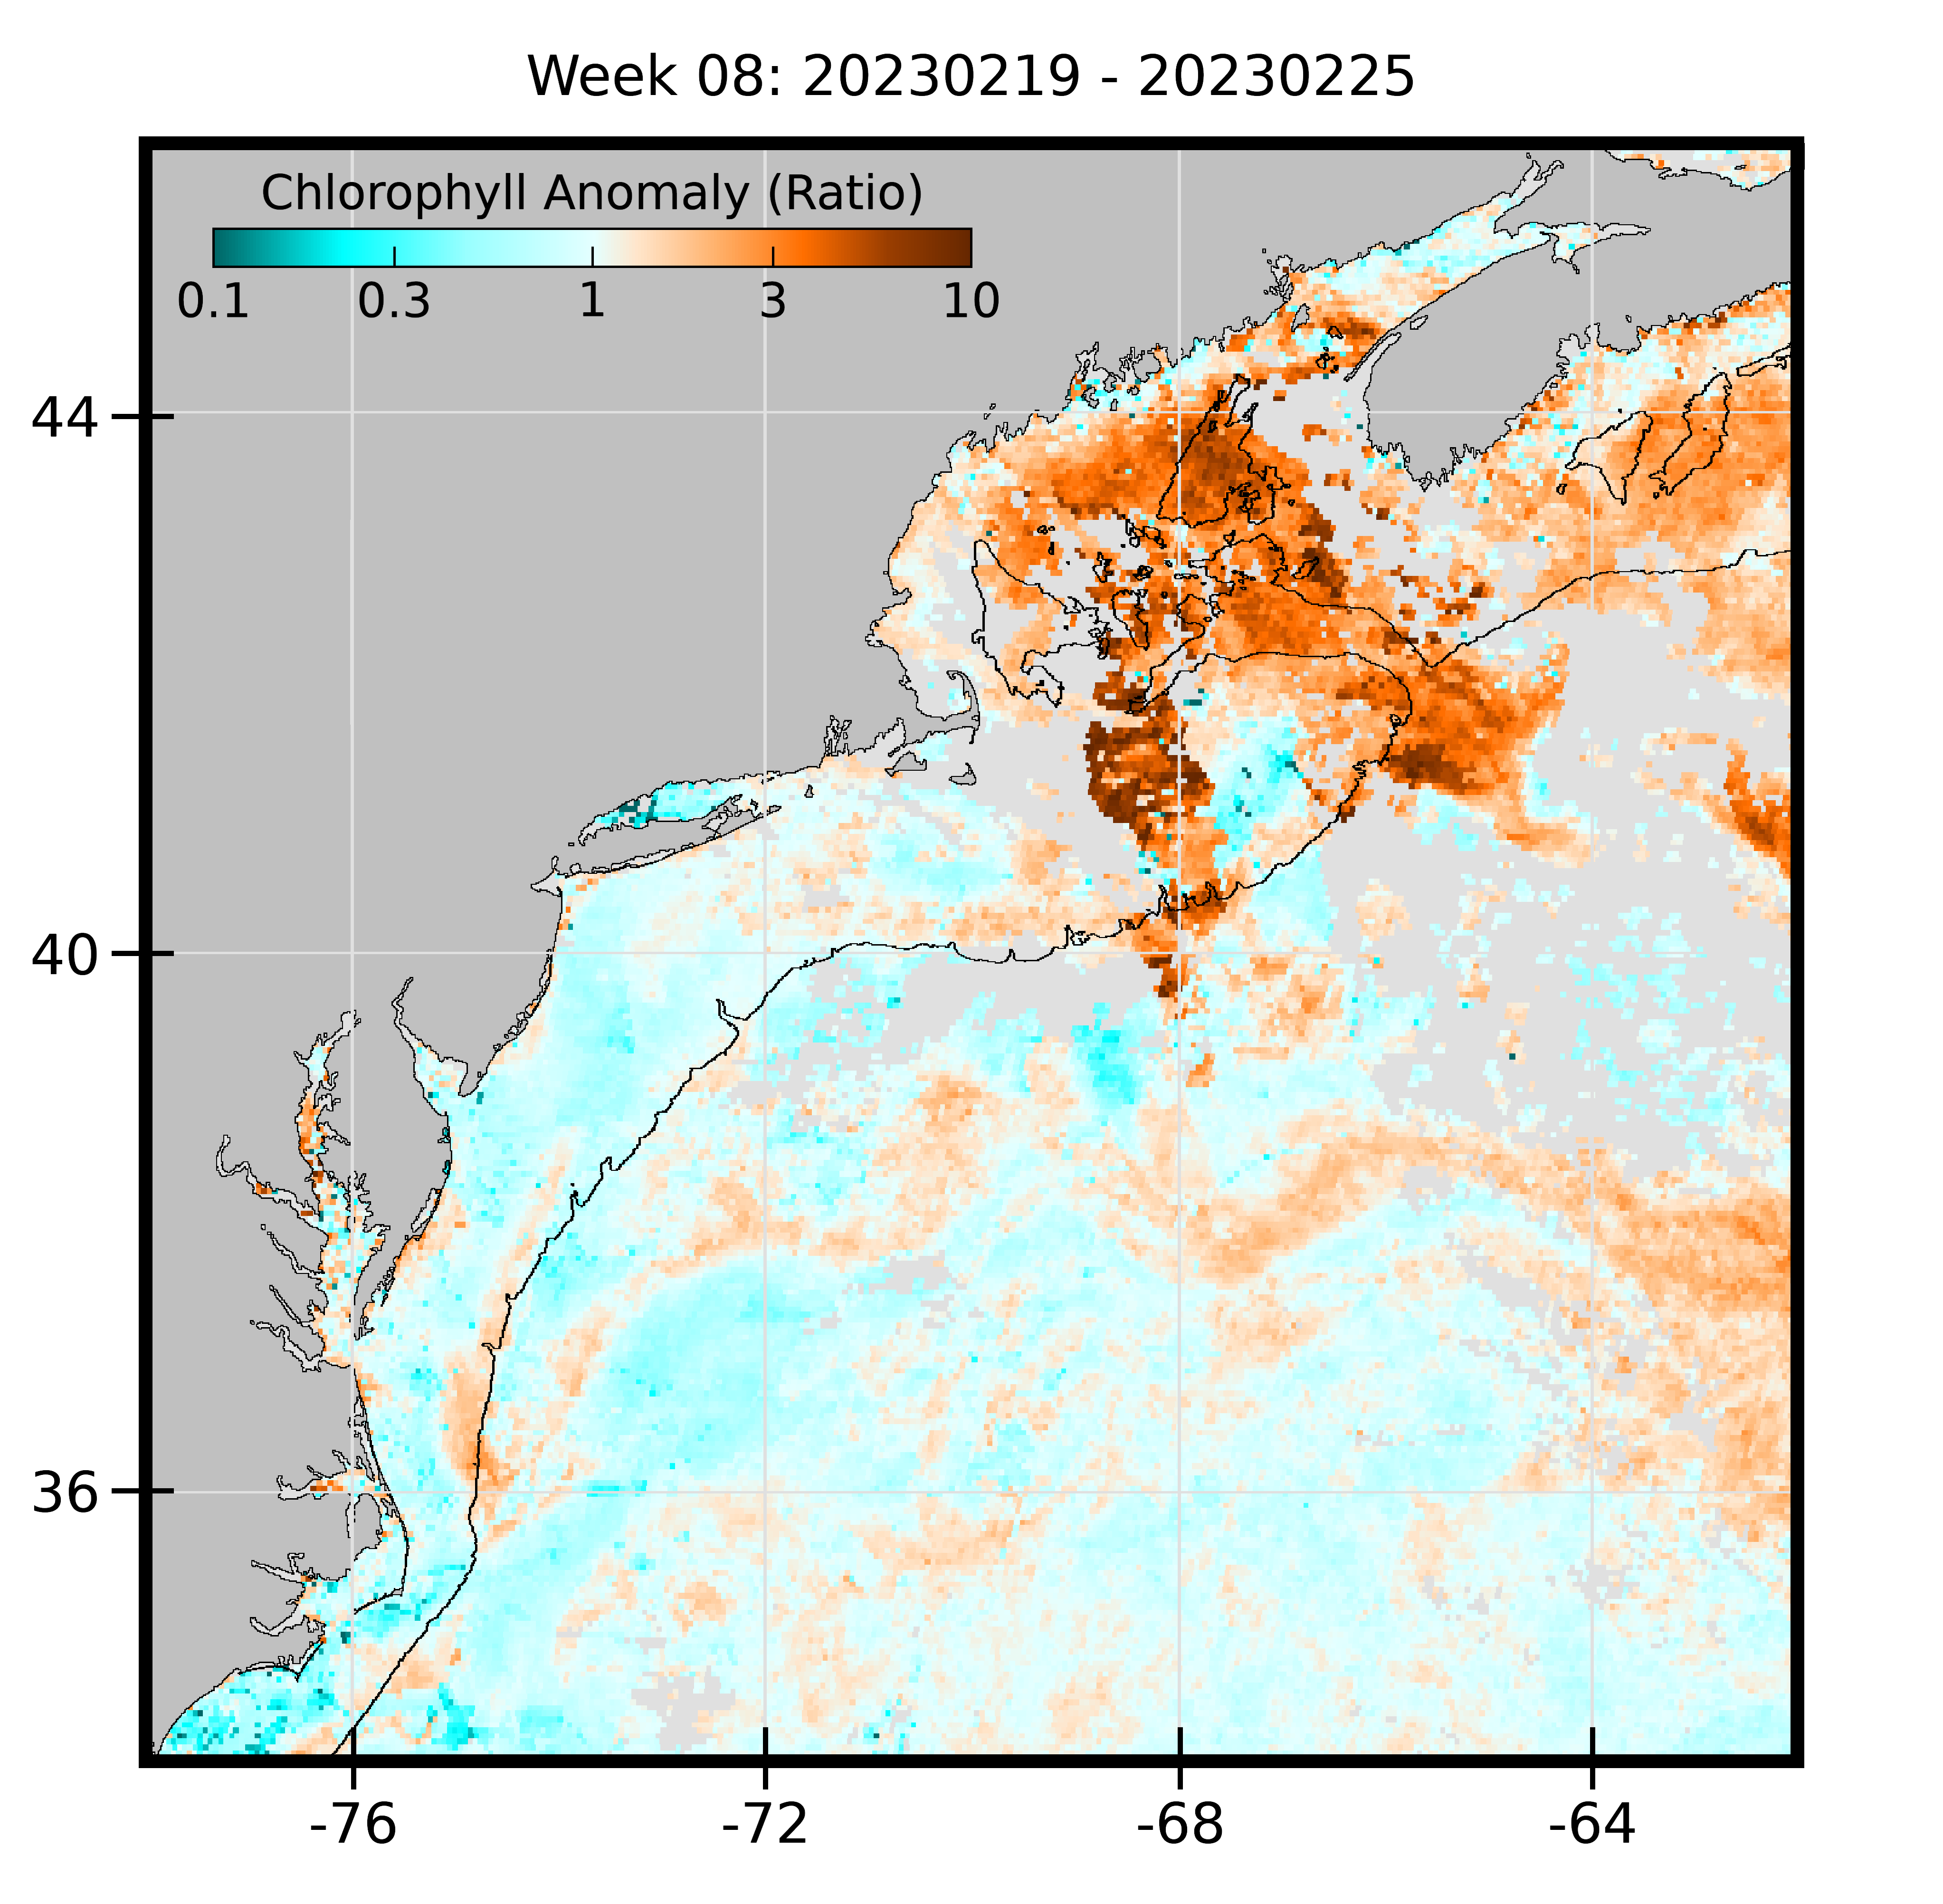 Week 08: 20230219 - 20230225
Chlorophyll Anomaly (Ratio)
0.1 0.3 1 3 10
44
40
36
-76 -72 -68 -64